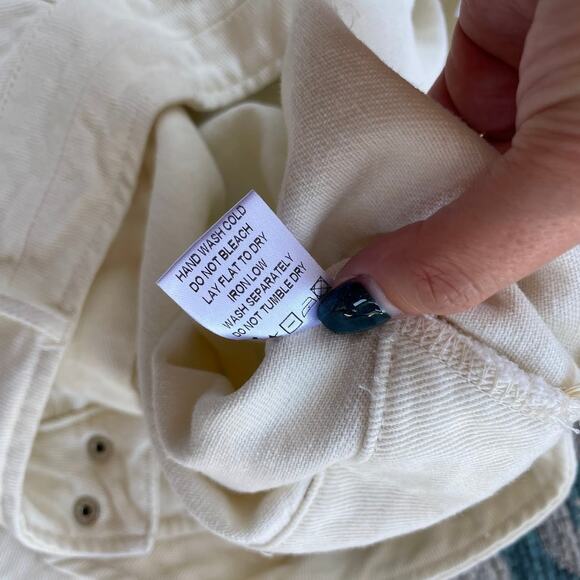 HAND WASH COLD
DO NOT BLEACH
LAY FLAT TO DRY
IRON LOW
WASH SEPARATELY
DO NOT TUMBLE DRY